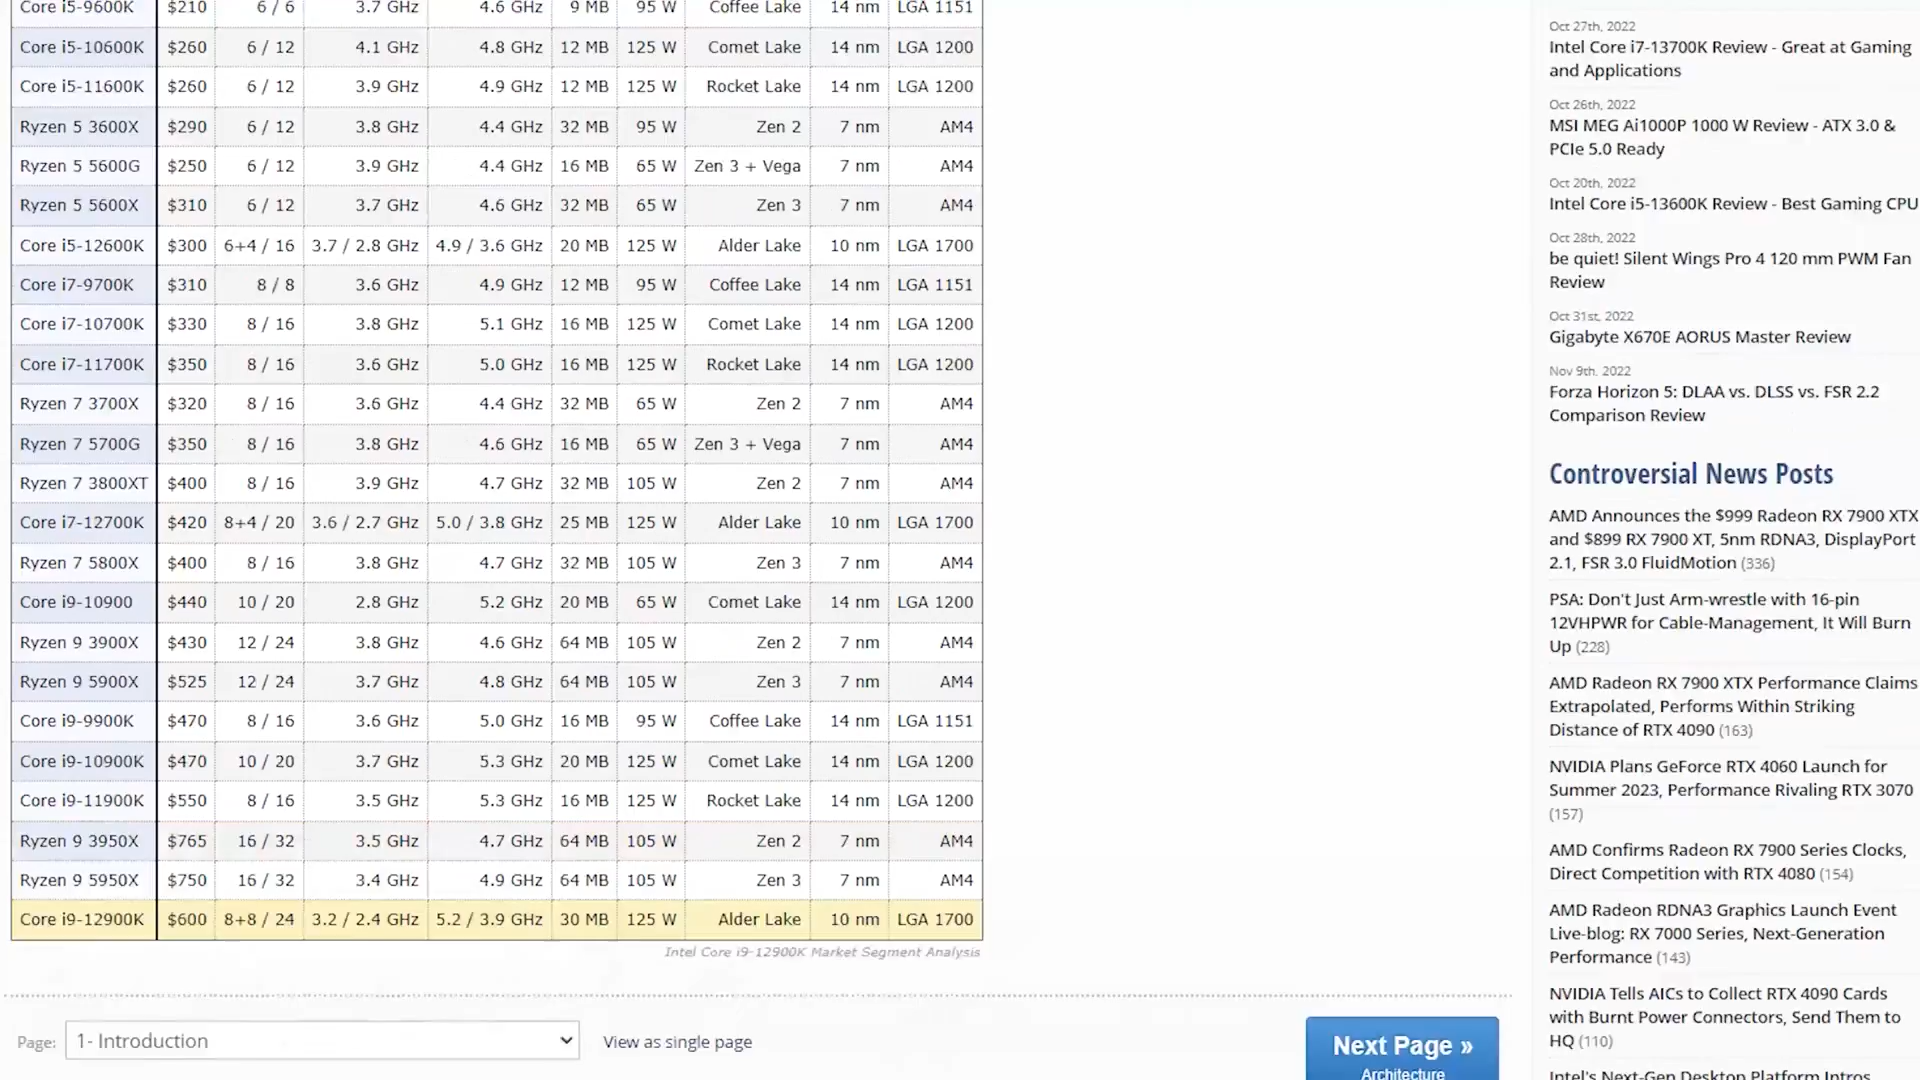 Core i5-9600K $210 6 / 6 3.7 GHz 4.6 GHz 9 MB 95 W Coffee Lake 14 nm LGA 1151
Core i5-10600K $260 6 / 12 4.1 GHz 4.8 GHz 12 MB 125 W Comet Lake 14 nm LGA 1200
Core i5-11600K $260 6 / 12 3.9 GHz 4.9 GHz 12 MB 125 W Rocket Lake 14 nm LGA 1200
Ryzen 5 3600X $290 6 / 12 3.8 GHz 4.4 GHz 32 MB 95 W Zen 2 7 nm AM4
Ryzen 5 5600G $250 6 / 12 3.9 GHz 4.4 GHz 16 MB 65 W Zen 3 + Vega 7 nm AM4
Ryzen 5 5600X $310 6 / 12 3.7 GHz 4.6 GHz 32 MB 65 W Zen 3 7 nm AM4
Core i5-12600K $300 6+4 / 16 3.7 / 2.8 GHz 4.9 / 3.6 GHz 20 MB 125 W Alder Lake 10 nm LGA 1700
Core i7-9700K $310 8 / 8 3.6 GHz 4.9 GHz 12 MB 95 W Coffee Lake 14 nm LGA 1151
Core i7-10700K $330 8 / 16 3.8 GHz 5.1 GHz 16 MB 125 W Comet Lake 14 nm LGA 1200
Core i7-11700K $350 8 / 16 3.6 GHz 5.0 GHz 16 MB 125 W Rocket Lake 14 nm LGA 1200
Ryzen 7 3700X $320 8 / 16 3.6 GHz 4.4 GHz 32 MB 65 W Zen 2 7 nm AM4
Ryzen 7 5700G $350 8 / 16 3.8 GHz 4.6 GHz 16 MB 65 W Zen 3 + Vega 7 nm AM4
Ryzen 7 3800XT $400 8 / 16 3.9 GHz 4.7 GHz 32 MB 105 W Zen 2 7 nm AM4
Core i7-12700K $420 8+4 / 20 3.6 / 2.7 GHz 5.0 / 3.8 GHz 25 MB 125 W Alder Lake 10 nm LGA 1700
Ryzen 7 5800X $400 8 / 16 3.8 GHz 4.7 GHz 32 MB 105 W Zen 3 7 nm AM4
Core i9-10900 $440 10 / 20 2.8 GHz 5.2 GHz 20 MB 65 W Comet Lake 14 nm LGA 1200
Ryzen 9 3900X $430 12 / 24 3.8 GHz 4.6 GHz 64 MB 105 W Zen 2 7 nm AM4
Ryzen 9 5900X $525 12 / 24 3.7 GHz 4.8 GHz 64 MB 105 W Zen 3 7 nm AM4
Core i9-9900K $470 8 / 16 3.6 GHz 5.0 GHz 16 MB 95 W Coffee Lake 14 nm LGA 1151
Core i9-10900K $470 10 / 20 3.7 GHz 5.3 GHz 20 MB 125 W Comet Lake 14 nm LGA 1200
Core i9-11900K $550 8 / 16 3.5 GHz 5.3 GHz 16 MB 125 W Rocket Lake 14 nm LGA 1200
Ryzen 9 3950X $765 16 / 32 3.5 GHz 4.7 GHz 64 MB 105 W Zen 2 7 nm AM4
Ryzen 9 5950X $750 16 / 32 3.4 GHz 4.9 GHz 64 MB 105 W Zen 3 7 nm AM4
Core i9-12900K $600 8+8 / 24 3.2 / 2.4 GHz 5.2 / 3.9 GHz 30 MB 125 W Alder Lake 10 nm LGA 1700
Intel Core i9-12900K Market Segment Analysis
Page: 1- Introduction View as single page
Next Page »
Architecture
Oct 27th, 2022
Intel Core i7-13700K Review - Great at Gaming
and Applications
Oct 26th, 2022
MSI MEG Ai1000P 1000 W Review - ATX 3.0 &
PCIe 5.0 Ready
Oct 20th, 2022
Intel Core i5-13600K Review - Best Gaming CPU
Oct 28th, 2022
be quiet! Silent Wings Pro 4 120 mm PWM Fan
Review
Oct 31st, 2022
Gigabyte X670E AORUS Master Review
Nov 9th, 2022
Forza Horizon 5: DLAA vs. DLSS vs. FSR 2.2
Comparison Review
Controversial News Posts
AMD Announces the $999 Radeon RX 7900 XTX
and $899 RX 7900 XT, 5nm RDNA3, DisplayPort
2.1, FSR 3.0 FluidMotion (336)
PSA: Don't Just Arm-wrestle with 16-pin
12VHPWR for Cable-Management, It Will Burn
Up (228)
AMD Radeon RX 7900 XTX Performance Claims
Extrapolated, Performs Within Striking
Distance of RTX 4090 (163)
NVIDIA Plans GeForce RTX 4060 Launch for
Summer 2023, Performance Rivaling RTX 3070
(157)
AMD Confirms Radeon RX 7900 Series Clocks,
Direct Competition with RTX 4080 (154)
AMD Radeon RDNA3 Graphics Launch Event
Live-blog: RX 7000 Series, Next-Generation
Performance (143)
NVIDIA Tells AICs to Collect RTX 4090 Cards
with Burnt Power Connectors, Send Them to
HQ (110)
Intel's Next-Gen Desktop Platform Intros